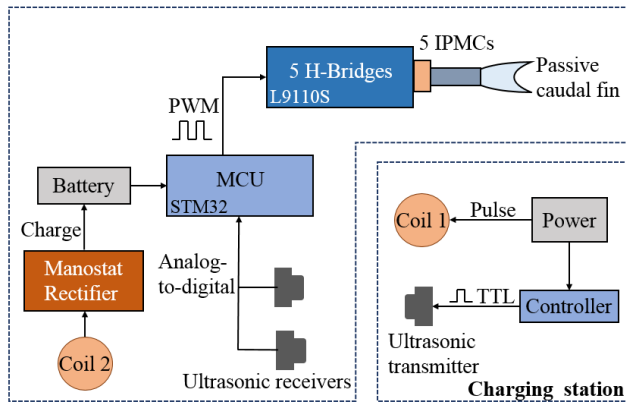 5 IPMCs
5 H-Bridges
L9110S
Passive
caudal fin
PWM
MCU
STM32
Battery
Charge
Manostat
Rectifier
Coil 2
Analog-
to-digital
Ultrasonic receivers
Coil 1
Pulse
Power
TTL
Controller
Ultrasonic
transmitter
Charging station